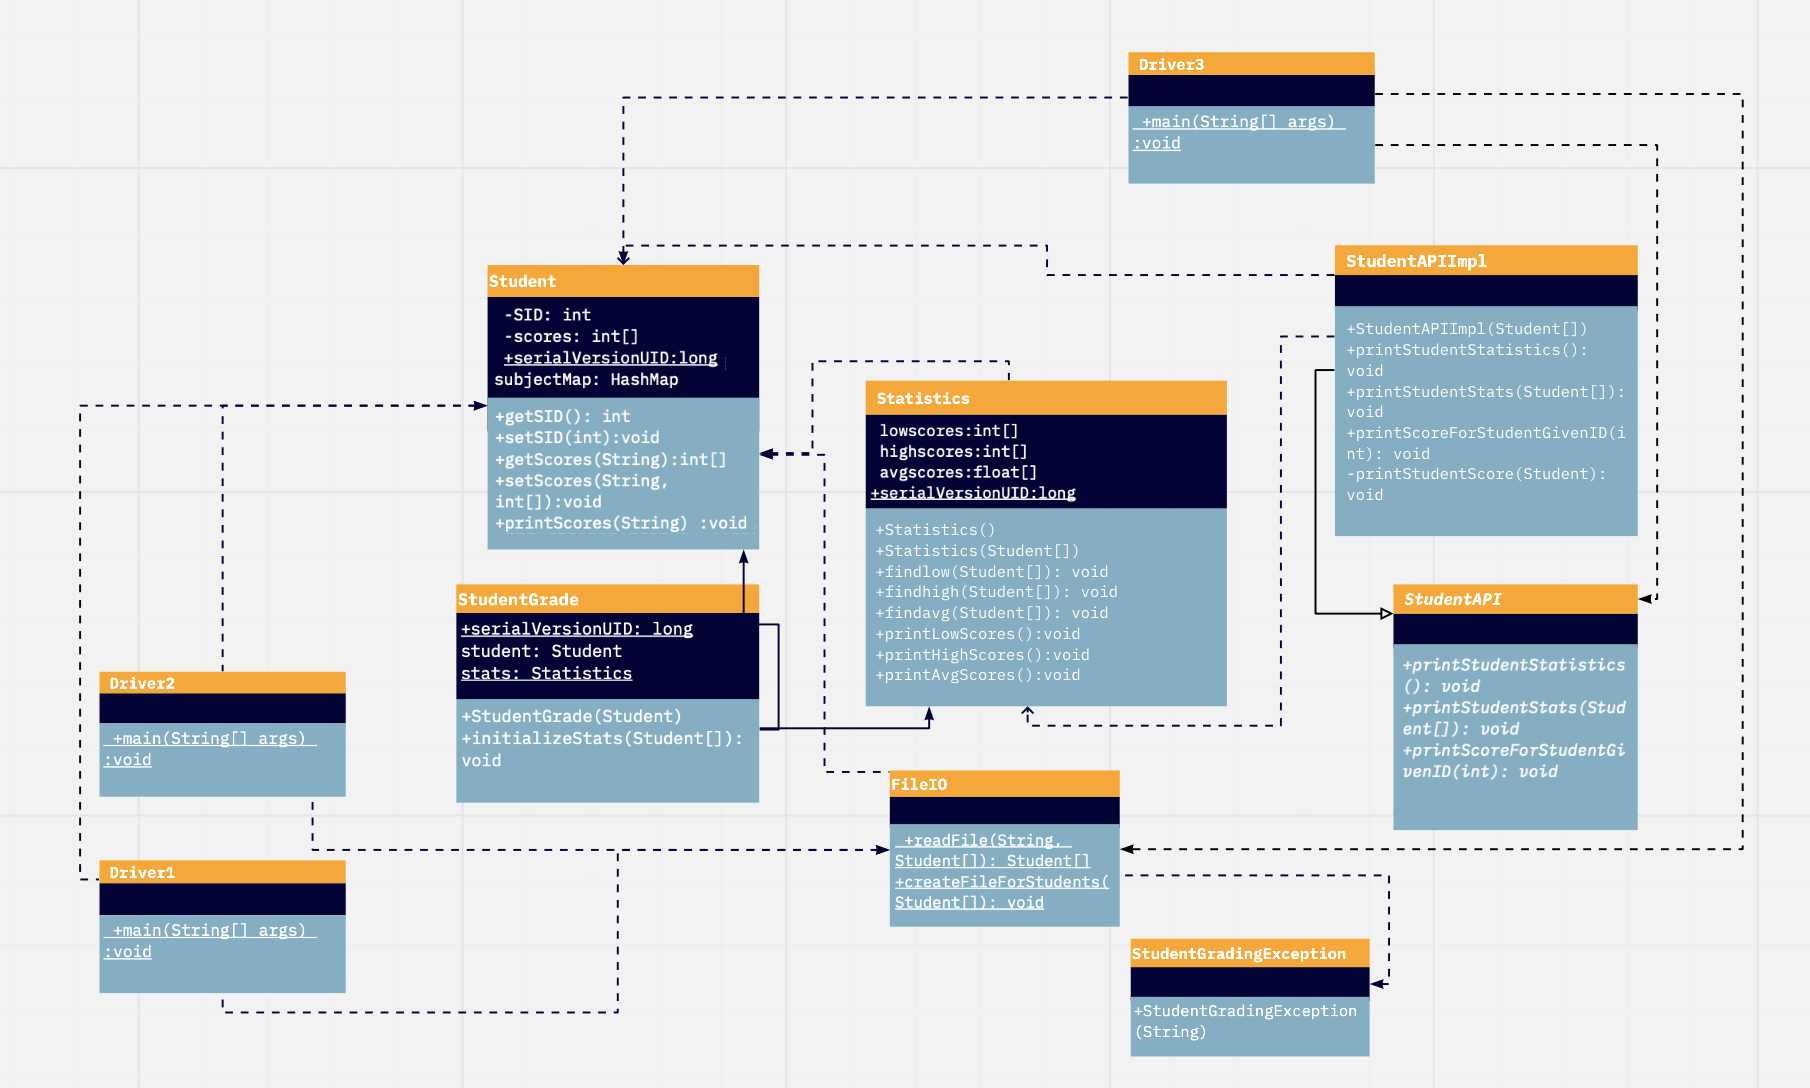 Driver3
+main(String[] args)
:void
Student
-SID: int
-scores: int[]
+serialVersionUID:long
subjectMap: HashMap
+getSID(): int
+setSID(int):void
+getScores(String):int[]
+setScores(String,
int[]):void
+printScores(String) :void
StudentAPIImpl
+StudentAPIImpl(Student[])
+printStudentStatistics():
void
+printStudentStats(Student[]):
void
+printScoreForStudentGivenID(i
nt): void
-printStudentScore(Student):
void
Statistics
lowscores:int[]
highscores:int[]
avgscores:float[]
+serialVersionUID:long
+Statistics()
+Statistics(Student[])
+findlow(Student[]): void
+findhigh(Student[]): void
+findavg(Student[]): void
+printLowScores():void
+printHighScores():void
+printAvgScores():void
StudentGrade
+serialVersionUID: long
student: Student
stats: Statistics
+StudentGrade(Student)
+initializeStats(Student[]):
void
StudentAPI
+printStudentStatistics
(): void
+printStudentStats(Stud
ent[]): void
+printScoreForStudentGi
venID(int): void
Driver2
+main(String[] args)
:void
FileIO
+readFile(String,
Student[]): Student[]
+createFileForStudents(
Student[]): void
Driver1
+main(String[] args)
:void
StudentGradingException
+StudentGradingException
(String)